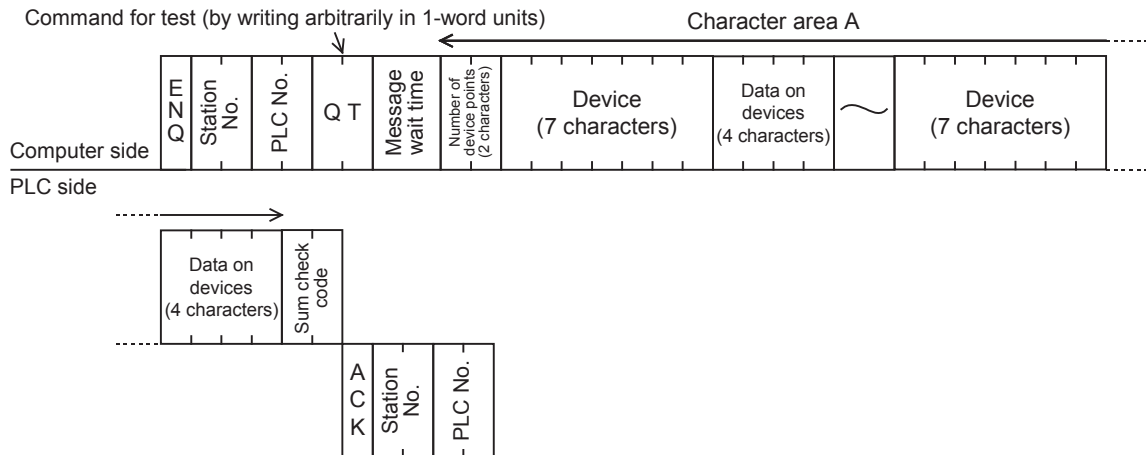 Command for test (by writing arbitrarily in 1-word units)
Character area A
ENQ
Station
No.
PLC No.
Q T
Message
wait time
Number of
device points
(2 characters)
Device
(7 characters)
Data on
devices
(4 characters)
Device
(7 characters)
Computer side
PLC side
Data on
devices
(4 characters)
Sum check
code
ACK
Station
No.
PLC No.